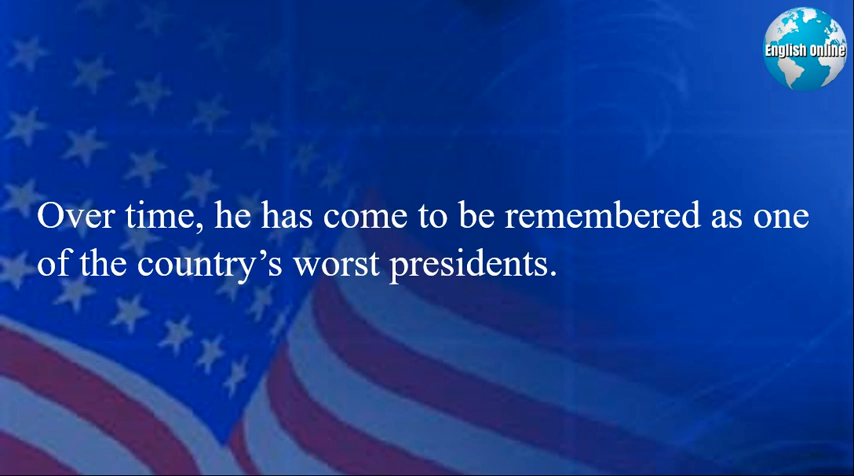 English Online
Over time, he has come to be remembered as one
of the country’s worst presidents.